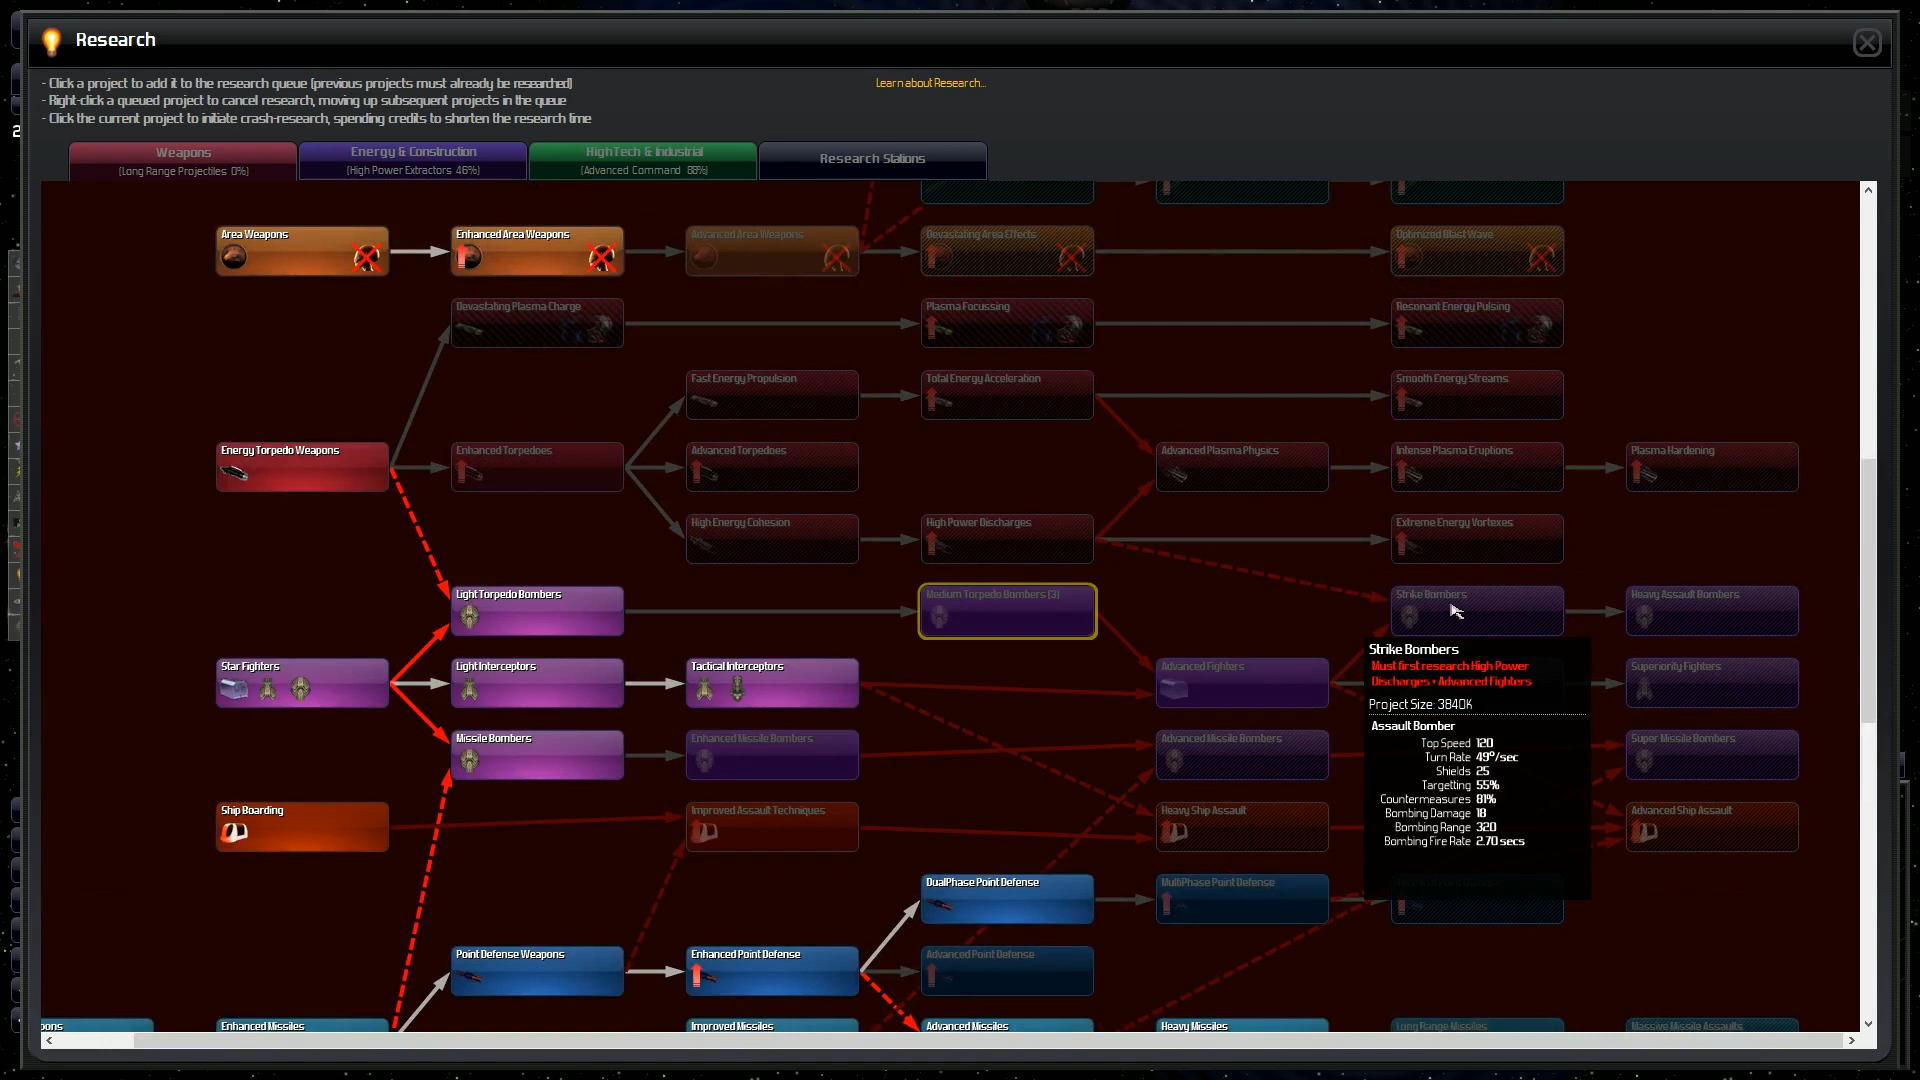 Research
- Click a project to add it to the research queue (previous projects must already be researched)
- Right-click a queued project to cancel research, moving up subsequent projects in the queue
- Click the current project to initiate crash-research, spending credits to shorten the research time
Learn about Research...
Weapons
(Long Range Projectiles 0%)
Energy & Construction
(High Power Extractors 46%)
HighTech & Industrial
(Advanced Command 88%)
Research Stations
Area Weapons
Enhanced Area Weapons
Advanced Area Weapons
Devastating Area Effects
Optimized Blast Wave
Devastating Plasma Charge
Plasma Focussing
Resonant Energy Pulsing
Fast Energy Propulsion
Total Energy Acceleration
Smooth Energy Streams
Energy Torpedo Weapons
Enhanced Torpedoes
Advanced Torpedoes
Advanced Plasma Physics
Intense Plasma Eruptions
Plasma Hardening
High Energy Cohesion
High Power Discharges
Extreme Energy Vortexes
Light Torpedo Bombers
Medium Torpedo Bombers (3)
Strike Bombers
Heavy Assault Bombers
Star Fighters
Light Interceptors
Tactical Interceptors
Advanced Fighters
Superiority Fighters
Missile Bombers
Enhanced Missile Bombers
Advanced Missile Bombers
Super Missile Bombers
Ship Boarding
Improved Assault Techniques
Heavy Ship Assault
Advanced Ship Assault
Strike Bombers
Must first research High Power
Discharges • Advanced Fighters
Project Size: 3840K
Assault Bomber
Top Speed 120
Turn Rate 49°/sec
Shields 25
Targetting 55%
Countermeasures 81%
Bombing Damage 18
Bombing Range 320
Bombing Fire Rate 2.70 secs
DualPhase Point Defense
MultiPhase Point Defense
Point Defense Weapons
Enhanced Point Defense
Advanced Point Defense
Enhanced Missiles
Improved Missiles
Advanced Missiles
Heavy Missiles
Long Range Missiles
Massive Missile Assaults